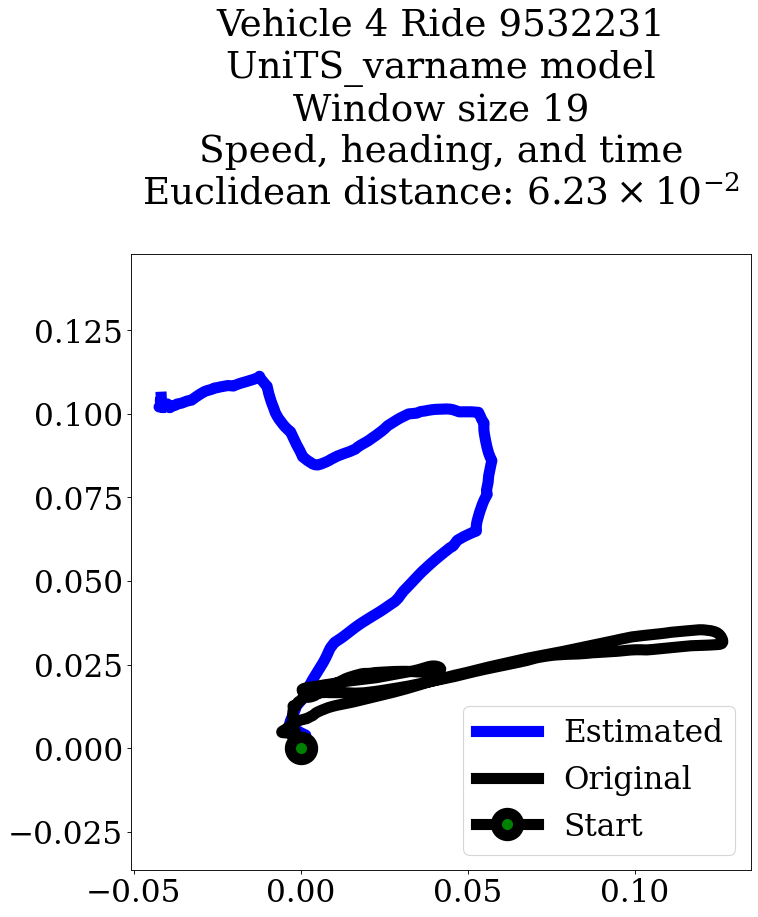 Vehicle 4 Ride 9532231
UniTS_varname model
Window size 19
Speed, heading, and time
Euclidean distance: 6.23 × 10⁻²
0.125
0.100
0.075
0.050
0.025
0.000
−0.025
−0.05
0.00
0.05
0.10
Estimated
Original
Start